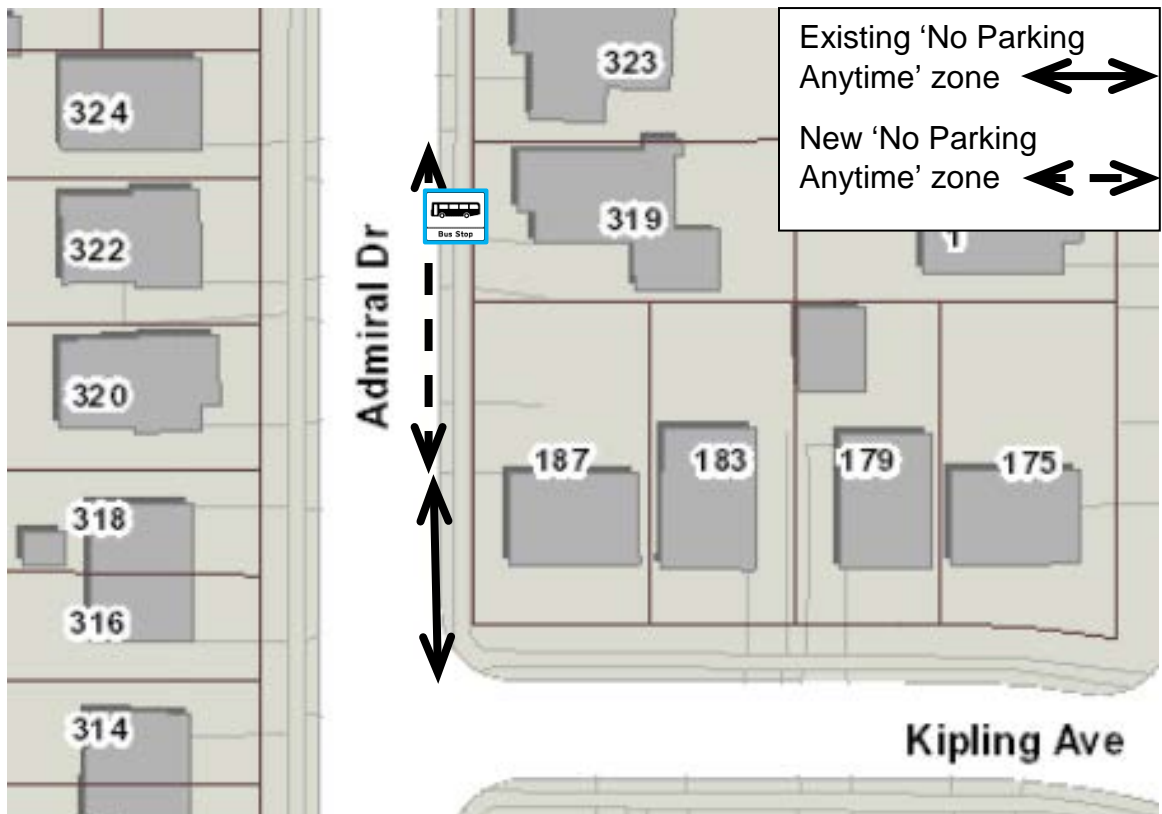 Existing ‘No Parking
Anytime’ zone
New ‘No Parking
Anytime’ zone
323
324
319
322
1
Bus Stop
Admiral Dr
320
187
183
179
175
318
316
314
Kipling Ave